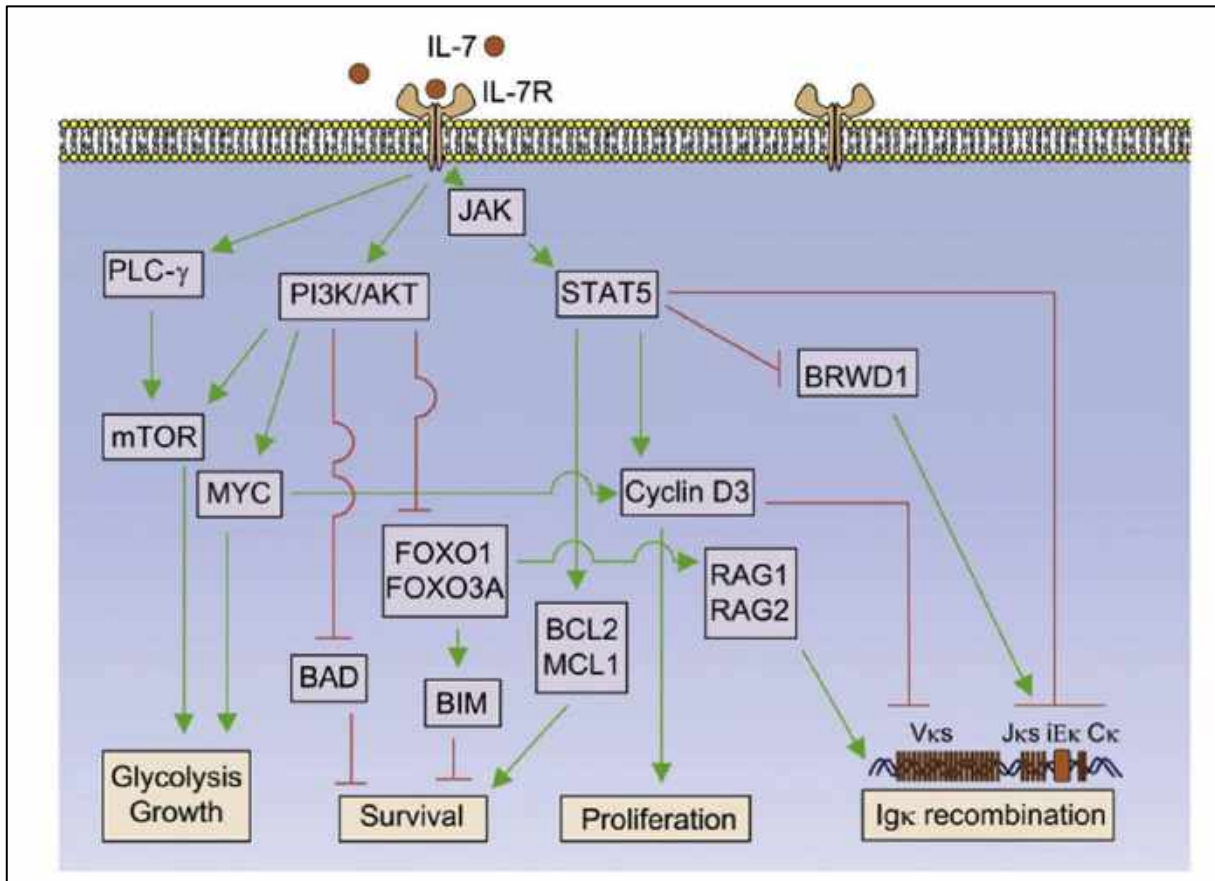 IL-7
IL-7R
JAK
PLC-γ
PI3K/AKT
STAT5
BRWD1
mTOR
MYC
Cyclin D3
FOXO1
FOXO3A
RAG1
RAG2
BCL2
MCL1
BAD
BIM
Vκs
Jκs iEκ Cκ
Glycolysis
Growth
Survival
Proliferation
Igκ recombination